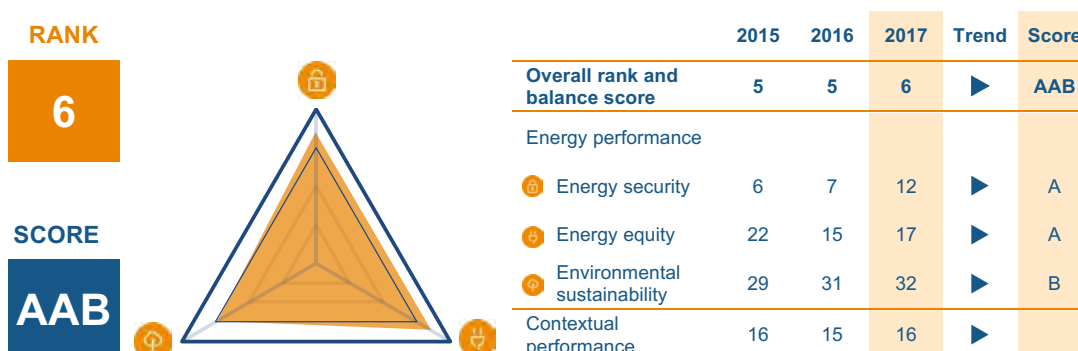 RANK
6
SCORE
AAB
2015 2016 2017 Trend Score
Overall rank and
balance score 5 5 6 AAB
Energy performance
Energy security 6 7 12 A
Energy equity 22 15 17 A
Environmental
sustainability 29 31 32 B
Contextual
performance 16 15 16